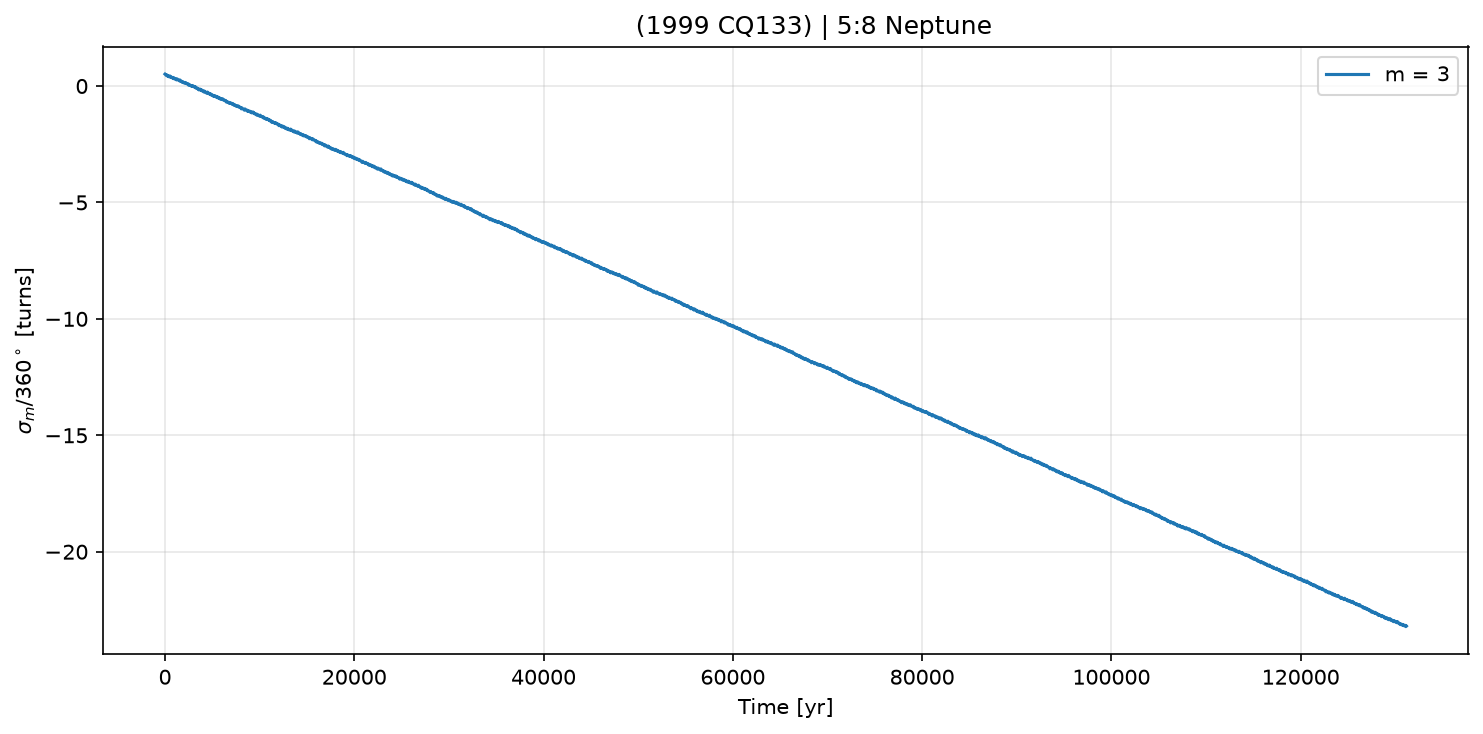 (1999 CQ133) | 5:8 Neptune
m = 3
σₘ/360° [turns]
0
−5
−10
−15
−20
0 20000 40000 60000 80000 100000 120000
Time [yr]